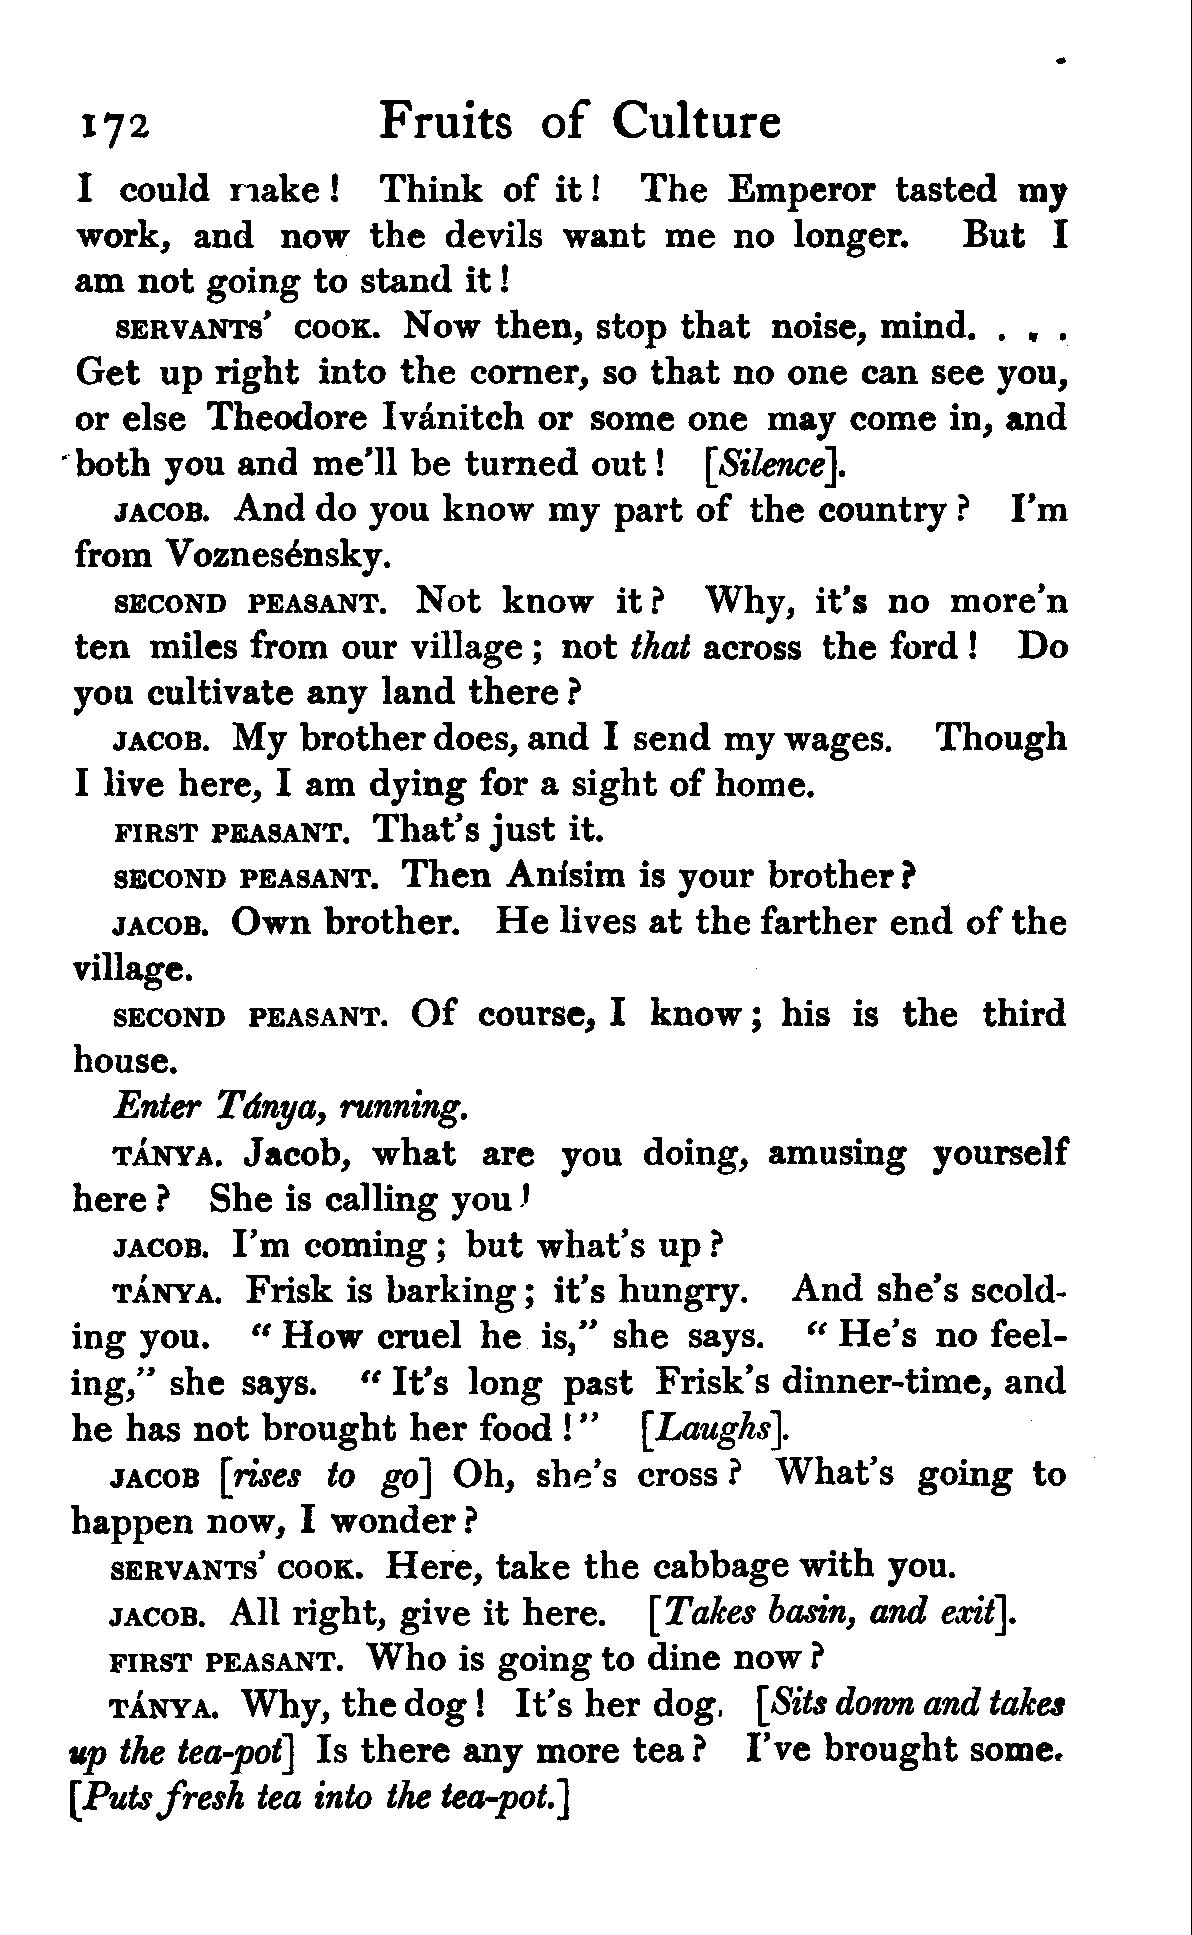 172 Fruits of Culture
I could make! Think of it! The Emperor tasted my
work, and now the devils want me no longer. But I
am not going to stand it!
SERVANTS' COOK. Now then, stop that noise, mind. . . .
Get up right into the corner, so that no one can see you,
or else Theodore Ivánitch or some one may come in, and
both you and me'll be turned out! [Silence].
JACOB. And do you know my part of the country? I'm
from Voznesénsky.
SECOND PEASANT. Not know it? Why, it's no more'n
ten miles from our village; not that across the ford! Do
you cultivate any land there?
JACOB. My brother does, and I send my wages. Though
I live here, I am dying for a sight of home.
FIRST PEASANT. That's just it.
SECOND PEASANT. Then Anísim is your brother?
JACOB. Own brother. He lives at the farther end of the
village.
SECOND PEASANT. Of course, I know; his is the third
house.
Enter Tánya, running.
TÁNYA. Jacob, what are you doing, amusing yourself
here? She is calling you!
JACOB. I'm coming; but what's up?
TÁNYA. Frisk is barking; it's hungry. And she's scold-
ing you. "How cruel he is," she says. "He's no feel-
ing," she says. "It's long past Frisk's dinner-time, and
he has not brought her food!" [Laughs].
JACOB [rises to go] Oh, she's cross? What's going to
happen now, I wonder?
SERVANTS' COOK. Here, take the cabbage with you.
JACOB. All right, give it here. [Takes basin, and exit].
FIRST PEASANT. Who is going to dine now?
TÁNYA. Why, the dog! It's her dog. [Sits down and takes
up the tea-pot] Is there any more tea? I've brought some.
[Puts fresh tea into the tea-pot.]